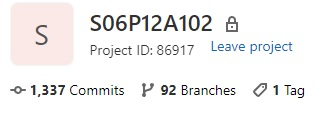 S
S06P12A102
Project ID: 86917 Leave project
1,337 Commits 92 Branches 1 Tag